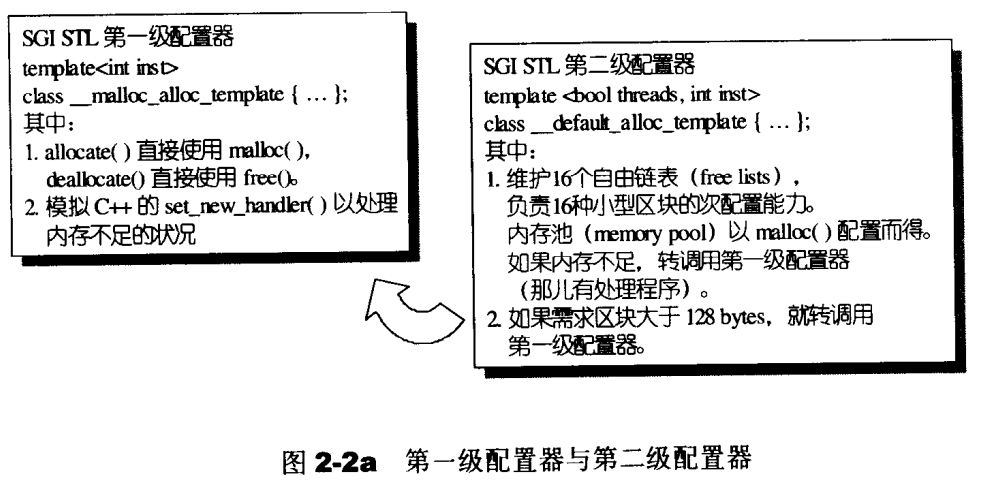 SGI STL 第一级配置器
template<int inst>
class __malloc_alloc_template { … };
其中：
1. allocate( ) 直接使用 malloc( ),
deallocate() 直接使用 free()。
2. 模拟 C++ 的 set_new_handler( ) 以处理
内存不足的状况
SGI STL 第二级配置器
template <bool threads, int inst>
class __default_alloc_template { … };
其中：
1. 维护16个自由链表（free lists），
负责16种小型区块的次配置能力。
内存池（memory pool）以 malloc( ) 配置而得。
如果内存不足，转调用第一级配置器
（那儿有处理程序）。
2. 如果需求区块大于 128 bytes，就转调用
第一级配置器。
图 2-2a 第一级配置器与第二级配置器